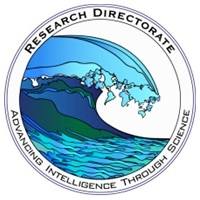 Research Directorate
Advancing Intelligence Through Science